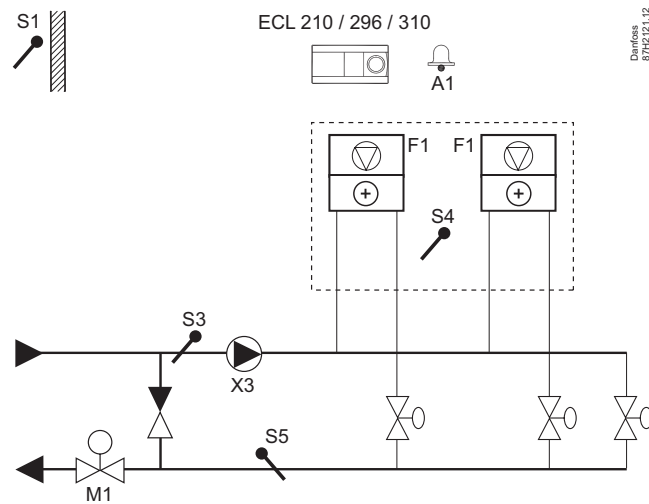 S1
ECL 210 / 296 / 310
A1
Danfoss
87H2121.12
F1
F1
S4
S3
X3
S5
M1